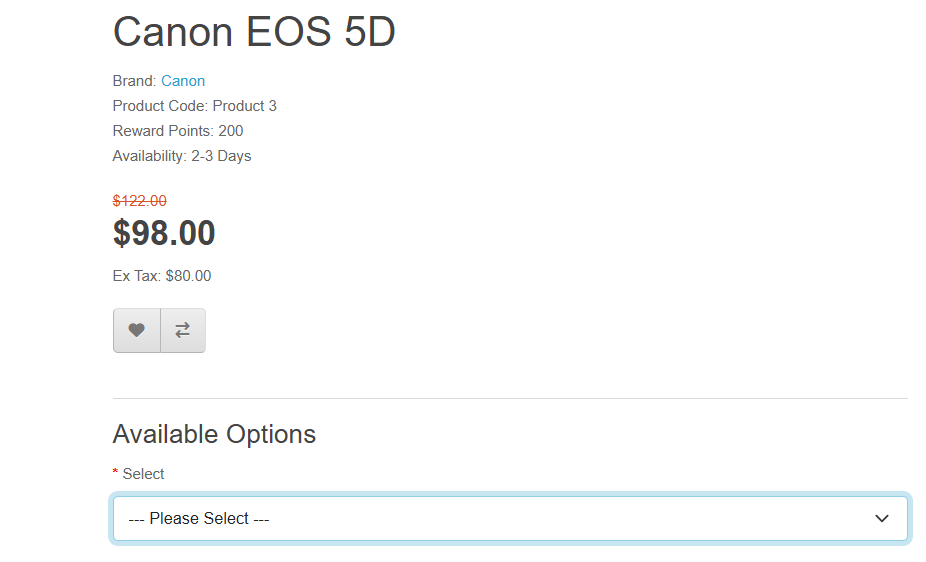 Canon EOS 5D
Brand: Canon
Product Code: Product 3
Reward Points: 200
Availability: 2-3 Days
$122.00
$98.00
Ex Tax: $80.00
Available Options
* Select
--- Please Select ---